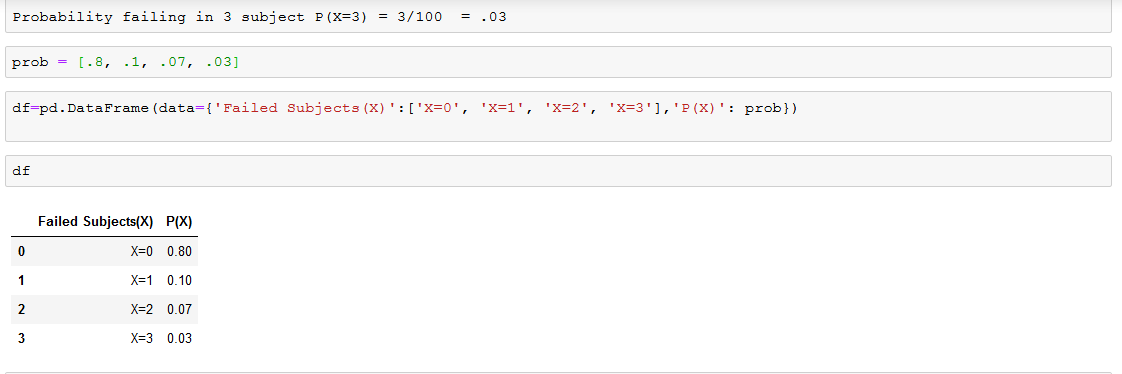 Probability failing in 3 subject P(X=3) = 3/100  = .03
prob = [.8, .1, .07, .03]
df=pd.DataFrame(data={'Failed Subjects(X)':['X=0', 'X=1', 'X=2', 'X=3'],'P(X)': prob})
df
Failed Subjects(X) P(X)
0 X=0 0.80
1 X=1 0.10
2 X=2 0.07
3 X=3 0.03